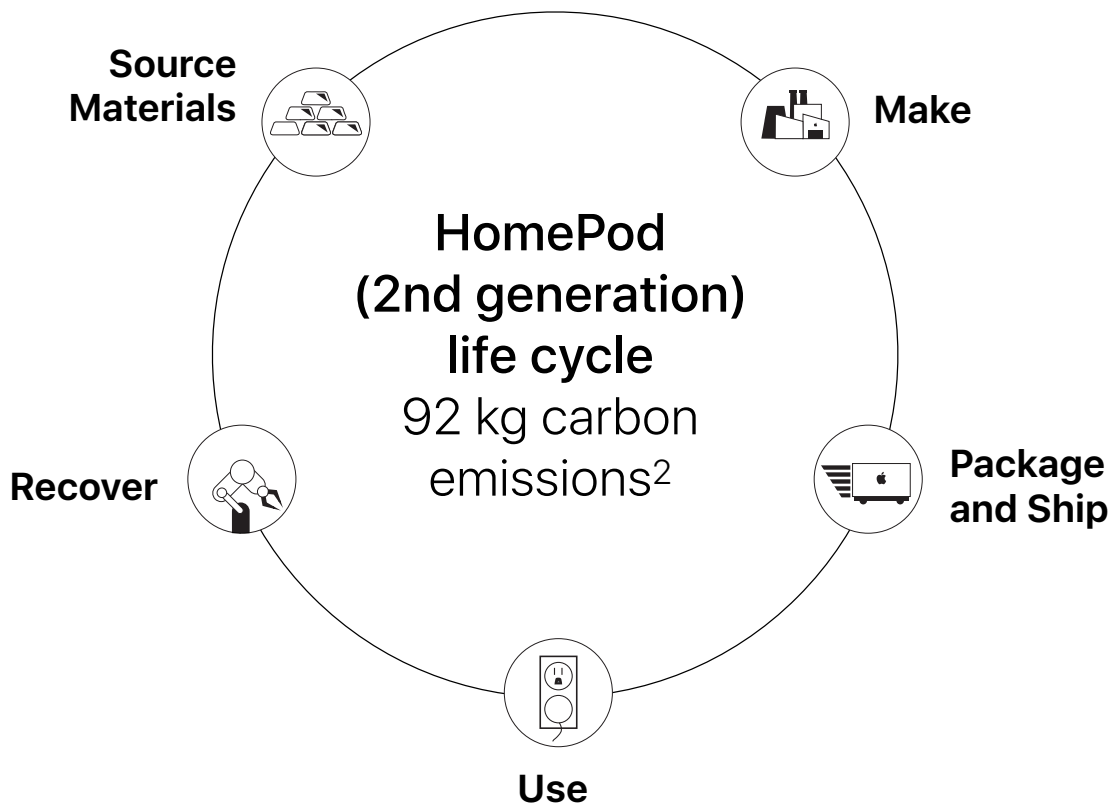 Source
Materials
Make
HomePod
(2nd generation)
life cycle
92 kg carbon
emissions²
Recover
Package
and Ship
Use